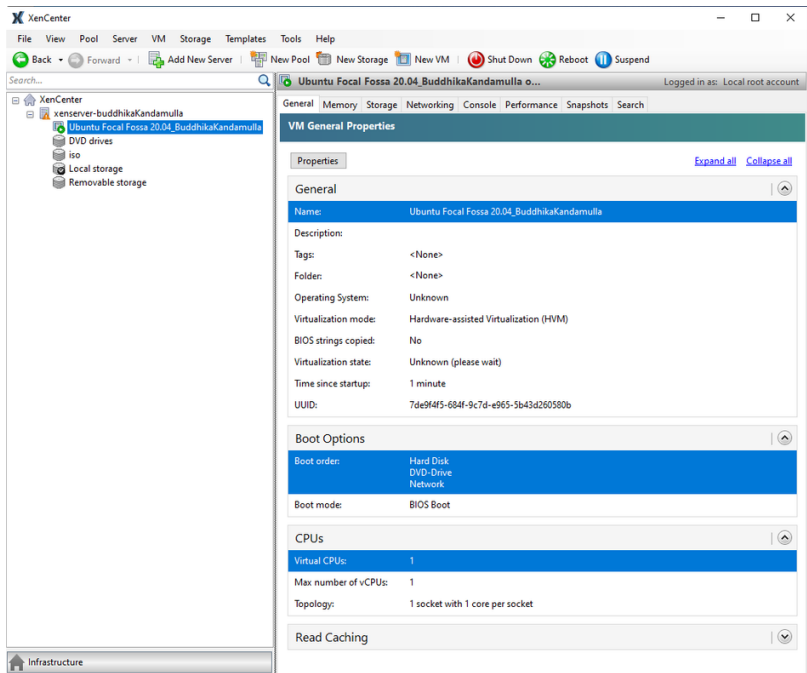 XenCenter
File View Pool Server VM Storage Templates Tools Help
Back Forward Add New Server New Pool New Storage New VM Shut Down Reboot Suspend
Search...
Ubuntu Focal Fossa 20.04_BuddhikaKandamulla o...
Logged in as: Local root account
XenCenter
xenserver-buddhikaKandamulla
Ubuntu Focal Fossa 20.04_BuddhikaKandamulla
DVD drives
iso
Local storage
Removable storage
General Memory Storage Networking Console Performance Snapshots Search
VM General Properties
Properties
Expand all Collapse all
General
Name: Ubuntu Focal Fossa 20.04_BuddhikaKandamulla
Description:
Tags: <None>
Folder: <None>
Operating System: Unknown
Virtualization mode: Hardware-assisted Virtualization (HVM)
BIOS strings copied: No
Virtualization state: Unknown (please wait)
Time since startup: 1 minute
UUID: 7de9f4f5-684f-9c7d-e965-5b43d260580b
Boot Options
Boot order: Hard Disk
DVD-Drive
Network
Boot mode: BIOS Boot
CPUs
Virtual CPUs: 1
Max number of vCPUs: 1
Topology: 1 socket with 1 core per socket
Read Caching
Infrastructure